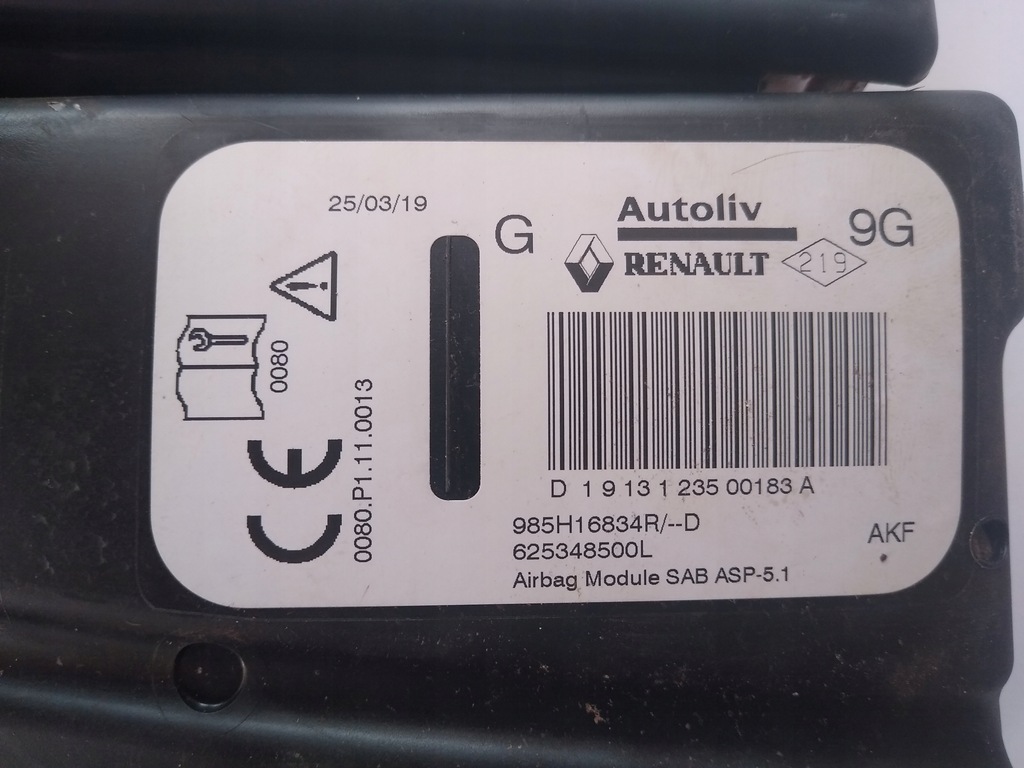 25/03/19
G
Autoliv
RENAULT
219
9G
0080
0080.P1.11.0013
CE
D 1 9 13 1 235 00183 A
985H16834R/--D
625348500L
AKF
Airbag Module SAB ASP-5.1